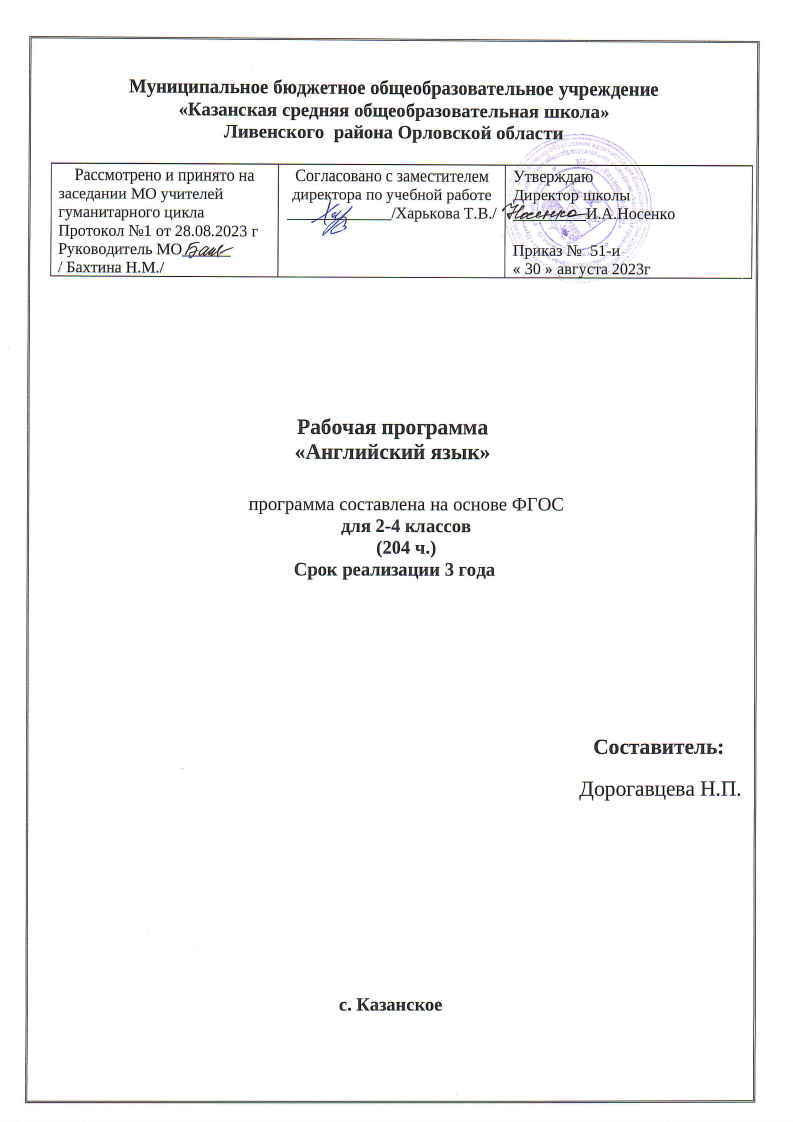 Муниципальное бюджетное общеобразовательное учреждение
«Казанская средняя общеобразовательная школа»
Ливенского района Орловской области
Рассмотрено и принято на
заседании МО учителей
гуманитарного цикла
Протокол №1 от 28.08.2023 г
Руководитель МО
/ Бахтина Н.М./
Согласовано с заместителем
директора по учебной работе
/Харькова Т.В./
Утверждаю
Директор школы
Носенко И.А.Носенко
Приказ № 51-и
« 30 » августа 2023г
Рабочая программа
«Английский язык»
программа составлена на основе ФГОС
для 2-4 классов
(204 ч.)
Срок реализации 3 года
Составитель:
Дорогавцева Н.П.
с. Казанское